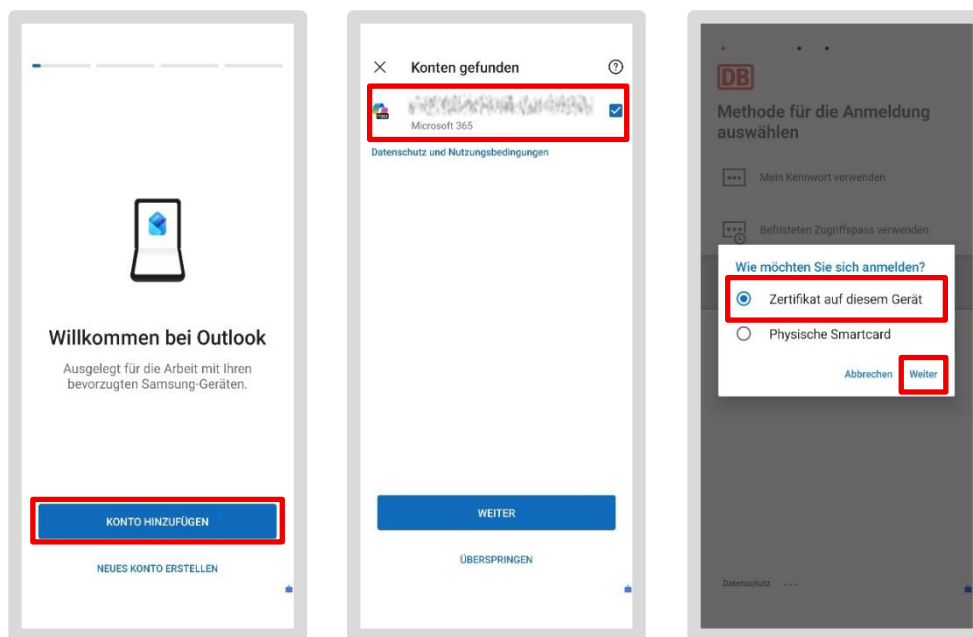 Willkommen bei Outlook
Ausgelegt für die Arbeit mit Ihren
bevorzugten Samsung-Geräten.
KONTO HINZUFÜGEN
NEUES KONTO ERSTELLEN
Konten gefunden
Microsoft 365
Datenschutz und Nutzungsbedingungen
WEITER
ÜBERSPRINGEN
DB
Methode für die Anmeldung
auswählen
Mein Kennwort verwenden
Befristeten Zugriffspass verwenden
Wie möchten Sie sich anmelden?
Zertifikat auf diesem Gerät
Physische Smartcard
Abbrechen Weiter
Datenschutz